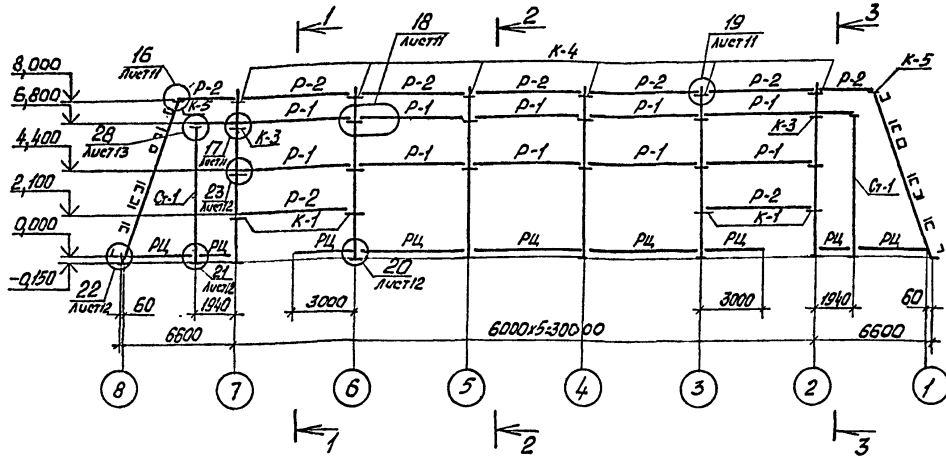 1 2 3
18
Лист11
19
Лист11
К-4
16
Лист11
8,000
6,800
4,400
2,100
0,000
-0,150
Р-2 Р-2 Р-2 Р-2 Р-2 Р-2 Р-2
К-5 К-5
28
Лист13
Р-1 Р-1 Р-1 Р-1 Р-1
17
Лист11
К-3 К-3
Р-1 Р-1 Р-1 Р-1 Р-1
23
Лист12
Ст-1 Ст-1
Р-2 Р-2
К-1 К-1
РЦ РЦ РЦ РЦ РЦ РЦ РЦ РЦ
22
Лист12
21
Лист12
20
Лист12
60 1940 3000 3000 1940 60
6600 6000х5=30000 6600
8 7 6 5 4 3 2 1
1 2 3